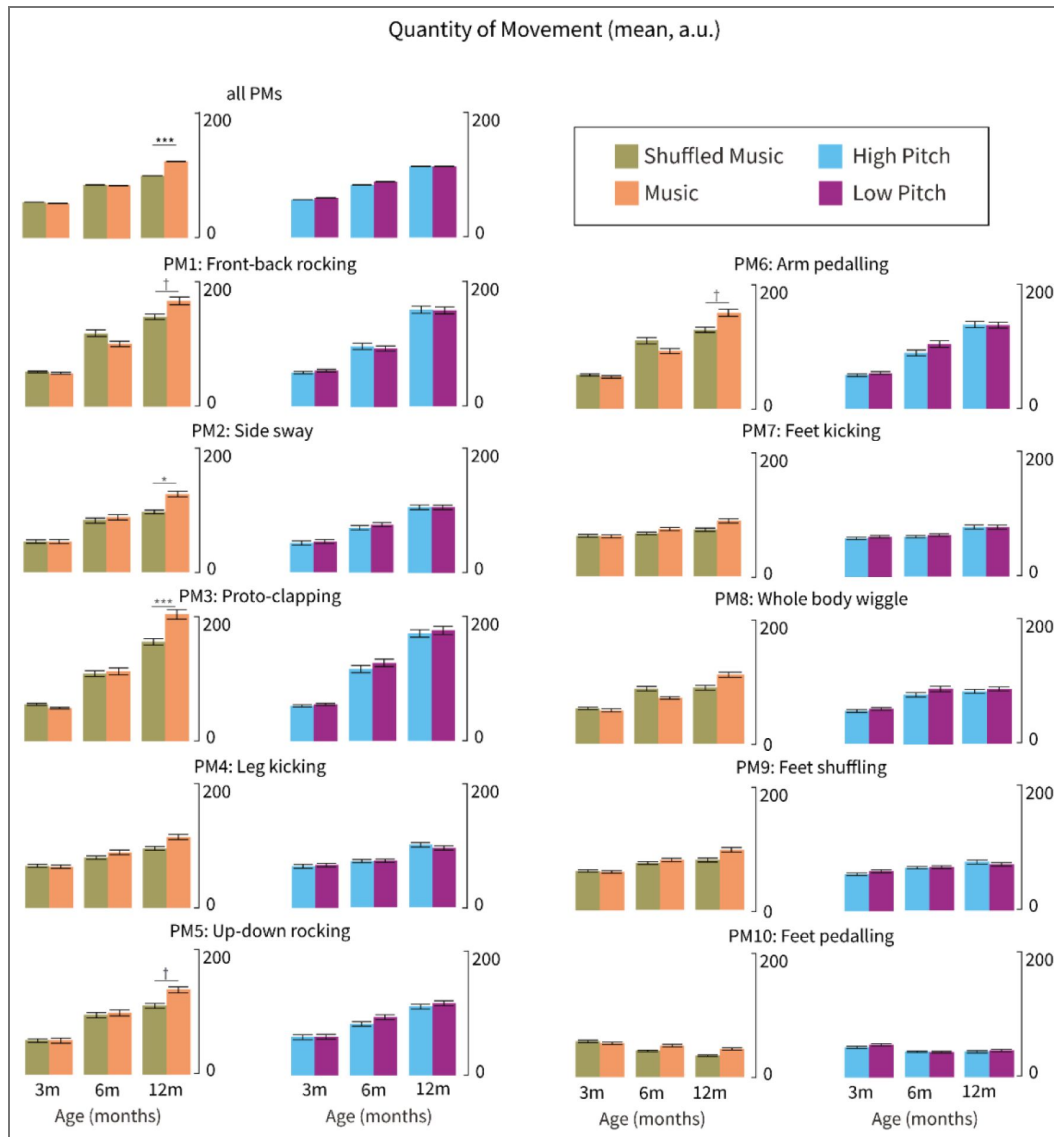 Quantity of Movement (mean, a.u.)
all PMs
200
***
0
200
0
Shuffled Music
High Pitch
Music
Low Pitch
PM1: Front-back rocking
200
†
0
200
0
PM6: Arm pedalling
200
†
0
200
0
PM2: Side sway
200
*
0
200
0
PM7: Feet kicking
200
0
200
0
PM3: Proto-clapping
***
200
0
200
0
PM8: Whole body wiggle
200
0
200
0
PM4: Leg kicking
200
0
200
0
PM9: Feet shuffling
200
0
200
0
PM5: Up-down rocking
200
†
0
200
0
PM10: Feet pedalling
200
0
200
0
3m 6m 12m
3m 6m 12m
3m 6m 12m
3m 6m 12m
Age (months)
Age (months)
Age (months)
Age (months)